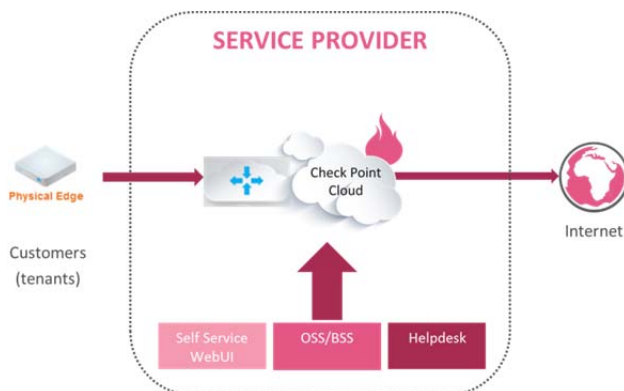 SERVICE PROVIDER
Check Point
Cloud
Physical Edge
Customers
(tenants)
Internet
Self Service
WebUI
OSS/BSS
Helpdesk